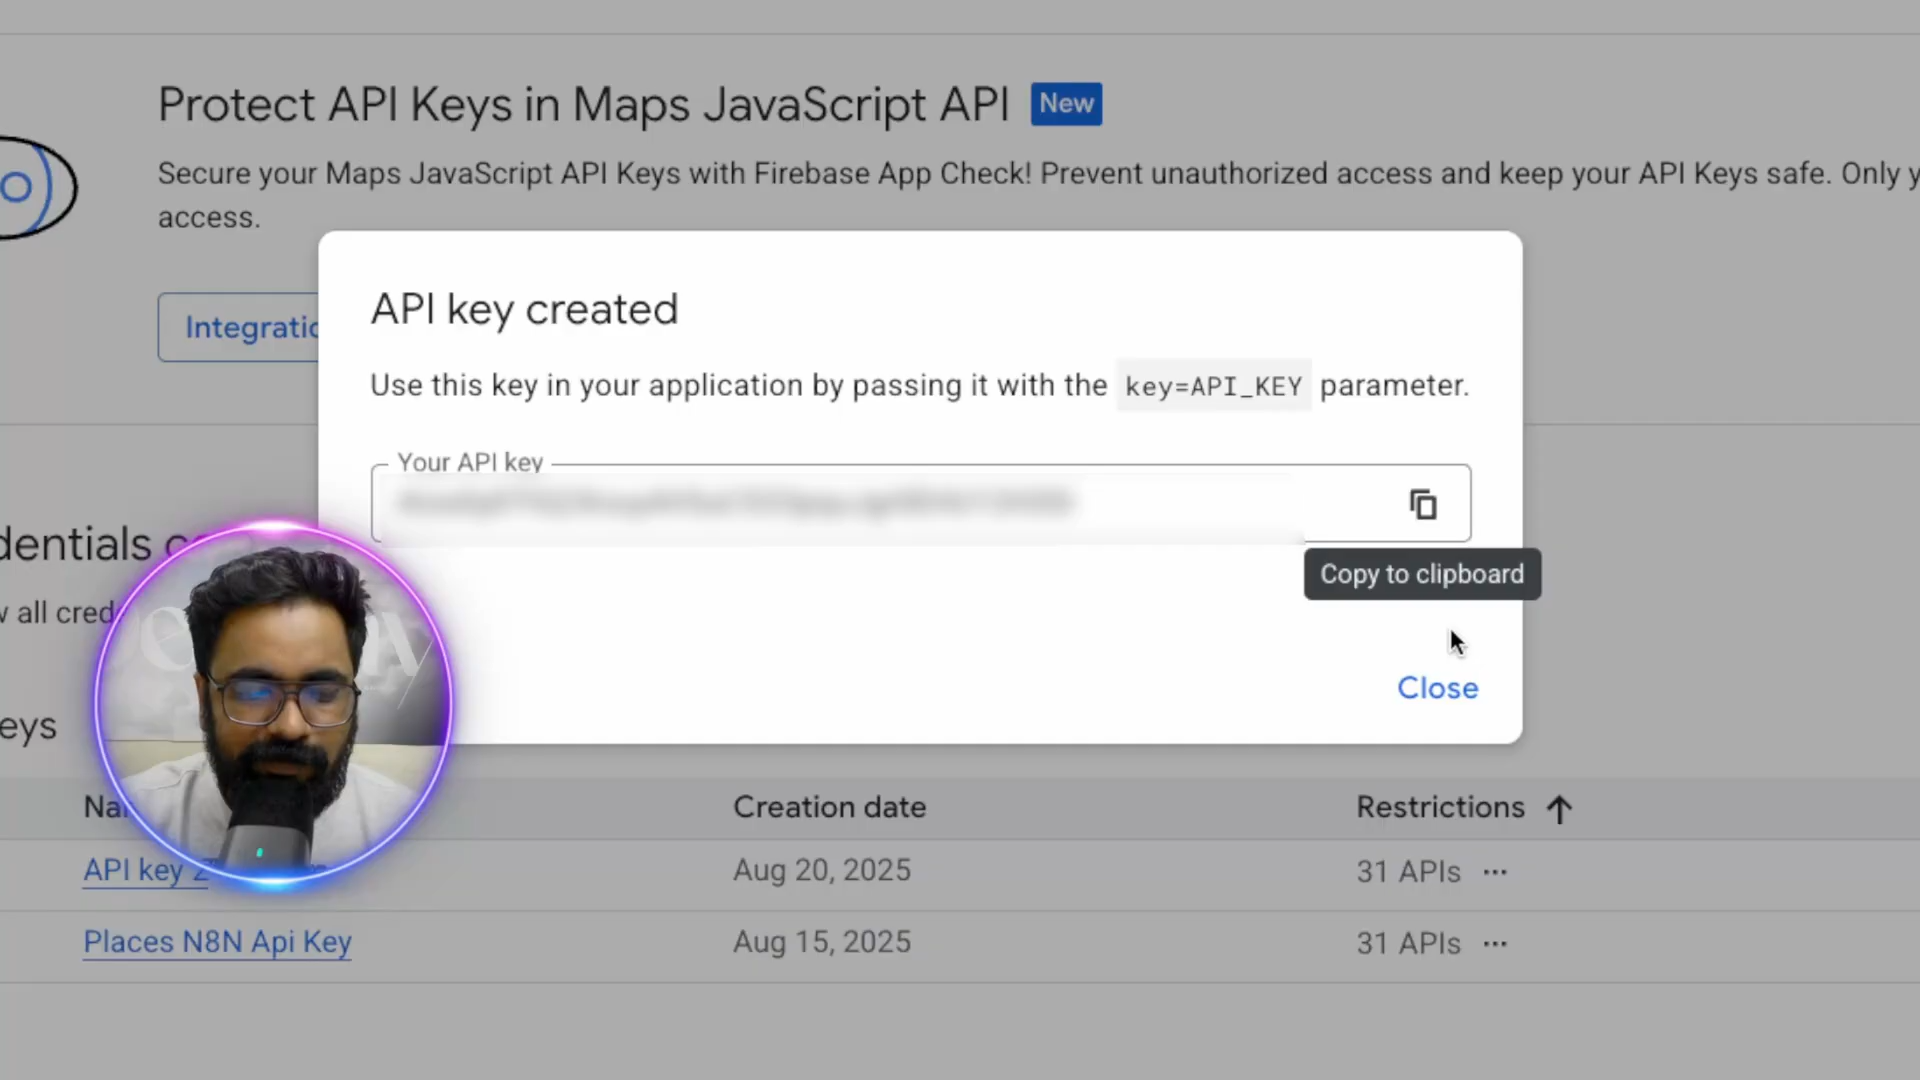 Protect API Keys in Maps JavaScript API New
Secure your Maps JavaScript API Keys with Firebase App Check! Prevent unauthorized access and keep your API Keys safe. Only y
access.
Integratio
API key created
Use this key in your application by passing it with the key=API_KEY parameter.
Your API key
Copy to clipboard
Close
dentials
all cred
eys
Na
Creation date
Restrictions
API key 2
Aug 20, 2025
31 APIs
Places N8N Api Key
Aug 15, 2025
31 APIs